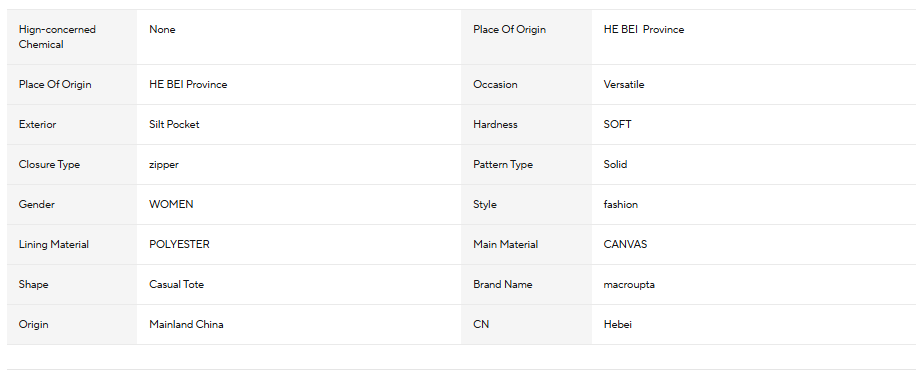 Hign-concerned
Chemical
None
Place Of Origin
HE BEI  Province
Place Of Origin
HE BEI Province
Occasion
Versatile
Exterior
Silt Pocket
Hardness
SOFT
Closure Type
zipper
Pattern Type
Solid
Gender
WOMEN
Style
fashion
Lining Material
POLYESTER
Main Material
CANVAS
Shape
Casual Tote
Brand Name
macroupta
Origin
Mainland China
CN
Hebei